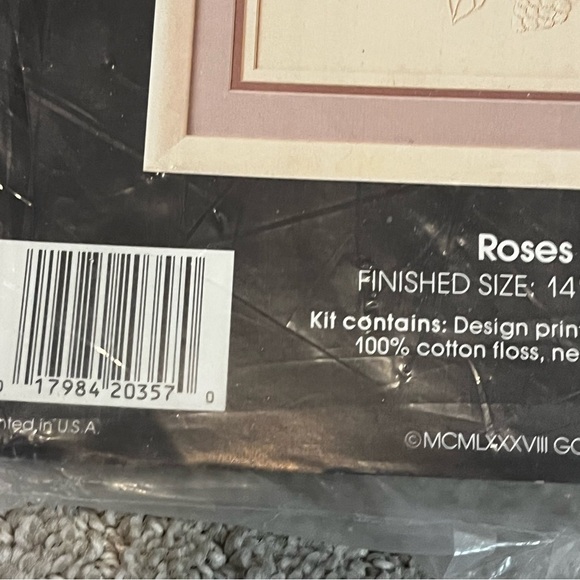 Roses
FINISHED SIZE: 14
Kit contains: Design prin
100% cotton floss, ne
0 17984 20357 0
nted in U.S.A.
©MCMLXXXVIII GO